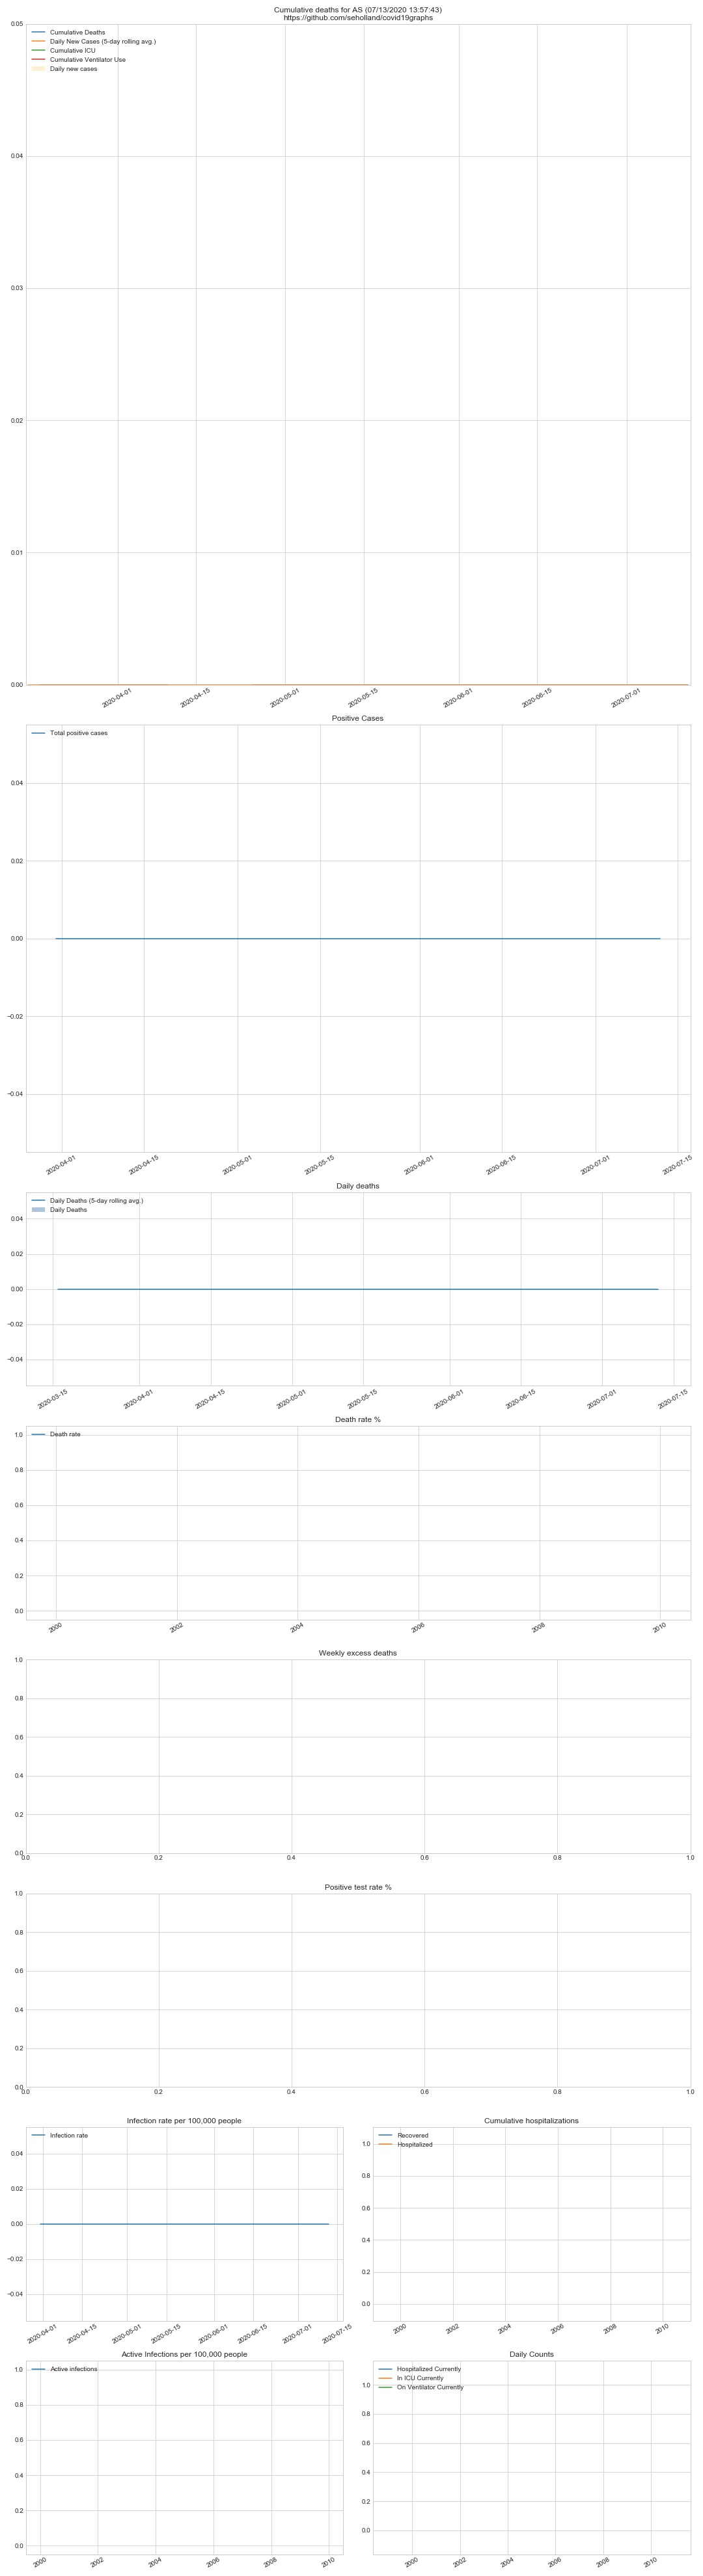 Cumulative deaths for AS (07/13/2020 13:57:43)
https://github.com/seholland/covid19graphs
Cumulative Deaths
Daily New Cases (5-day rolling avg.)
Cumulative ICU
Cumulative Ventilator Use
Daily new cases
0.05
0.04
0.03
0.02
0.01
0.00
2020-04-01 2020-04-15 2020-05-01 2020-05-15 2020-06-01 2020-06-15 2020-07-01
Positive Cases
Total positive cases
0.04
0.02
0.00
−0.02
−0.04
2020-04-01 2020-04-15 2020-05-01 2020-05-15 2020-06-01 2020-06-15 2020-07-01 2020-07-15
Daily deaths
Daily Deaths (5-day rolling avg.)
Daily Deaths
0.04
0.02
0.00
−0.02
−0.04
2020-03-15 2020-04-01 2020-04-15 2020-05-01 2020-05-15 2020-06-01 2020-06-15 2020-07-01 2020-07-15
Death rate %
Death rate
1.0
0.8
0.6
0.4
0.2
0.0
2000 2002 2004 2006 2008 2010
Weekly excess deaths
1.0
0.8
0.6
0.4
0.2
0.0
0.0 0.2 0.4 0.6 0.8 1.0
Positive test rate %
1.0
0.8
0.6
0.4
0.2
0.0
0.0 0.2 0.4 0.6 0.8 1.0
Infection rate per 100,000 people
Infection rate
0.04
0.02
0.00
−0.02
−0.04
2020-04-01 2020-04-15 2020-05-01 2020-05-15 2020-06-01 2020-06-15 2020-07-01 2020-07-15
Cumulative hospitalizations
Recovered
Hospitalized
1.0
0.8
0.6
0.4
0.2
0.0
2000 2002 2004 2006 2008 2010
Active Infections per 100,000 people
Active infections
1.0
0.8
0.6
0.4
0.2
0.0
2000 2002 2004 2006 2008 2010
Daily Counts
Hospitalized Currently
In ICU Currently
On Ventilator Currently
1.0
0.8
0.6
0.4
0.2
0.0
2000 2002 2004 2006 2008 2010